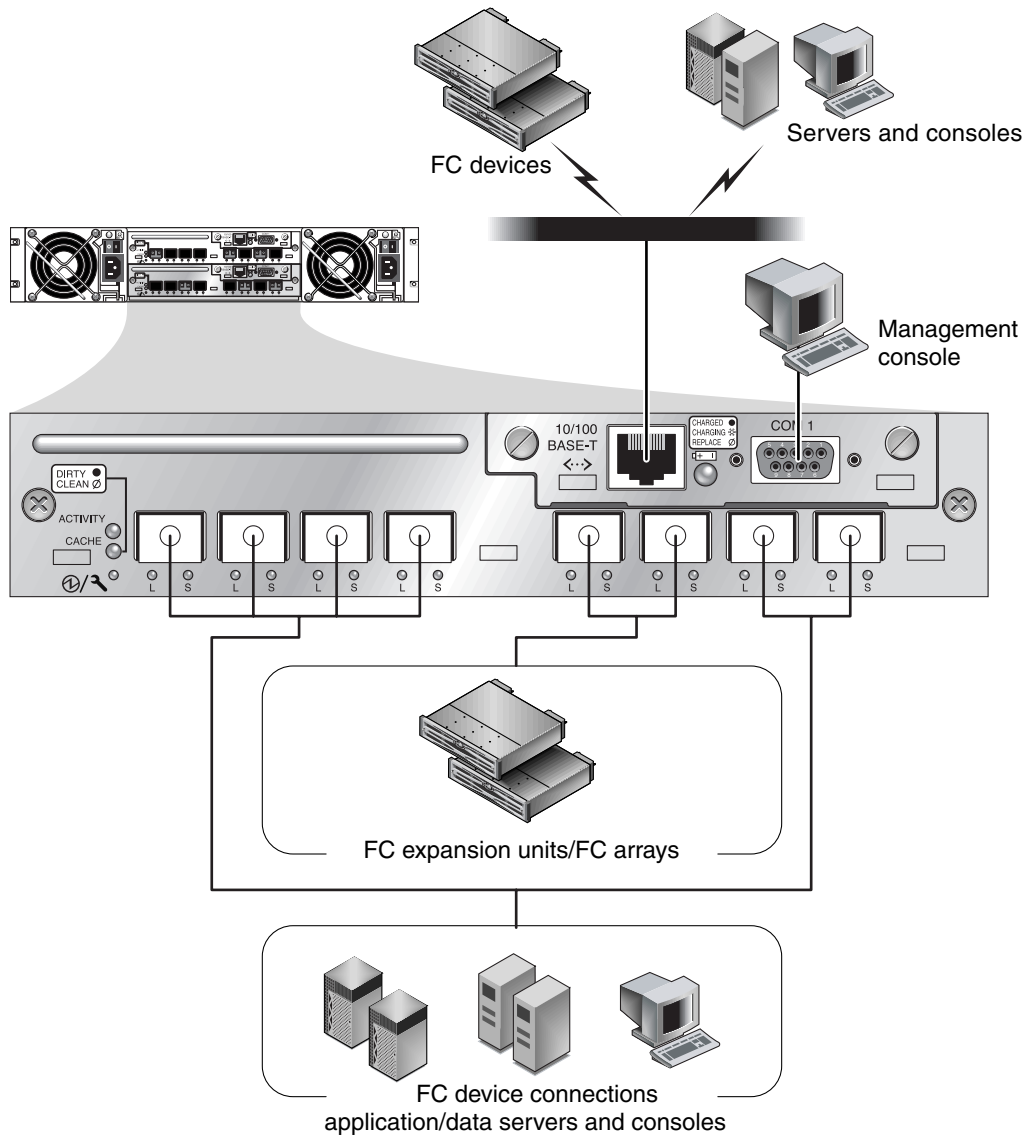 FC devices
Servers and consoles
Management
console
10/100
BASE-T
<···>
CHARGED ●
CHARGING ☼
REPLACE Ø
+ I
COM 1
DIRTY ●
CLEAN Ø
ACTIVITY
CACHE
L S L S L S L S L S L S L S L S
FC expansion units/FC arrays
FC device connections
application/data servers and consoles